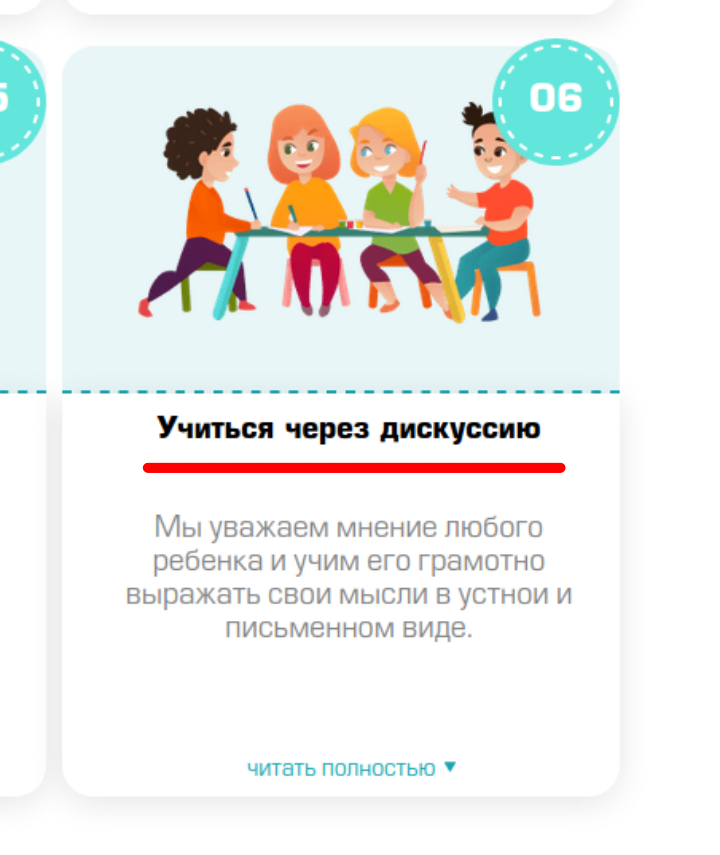 06
Учиться через дискуссию
Мы уважаем мнение любого
ребенка и учим его грамотно
выражать свои мысли в устнои и
письменном виде.
читать полностью ▼